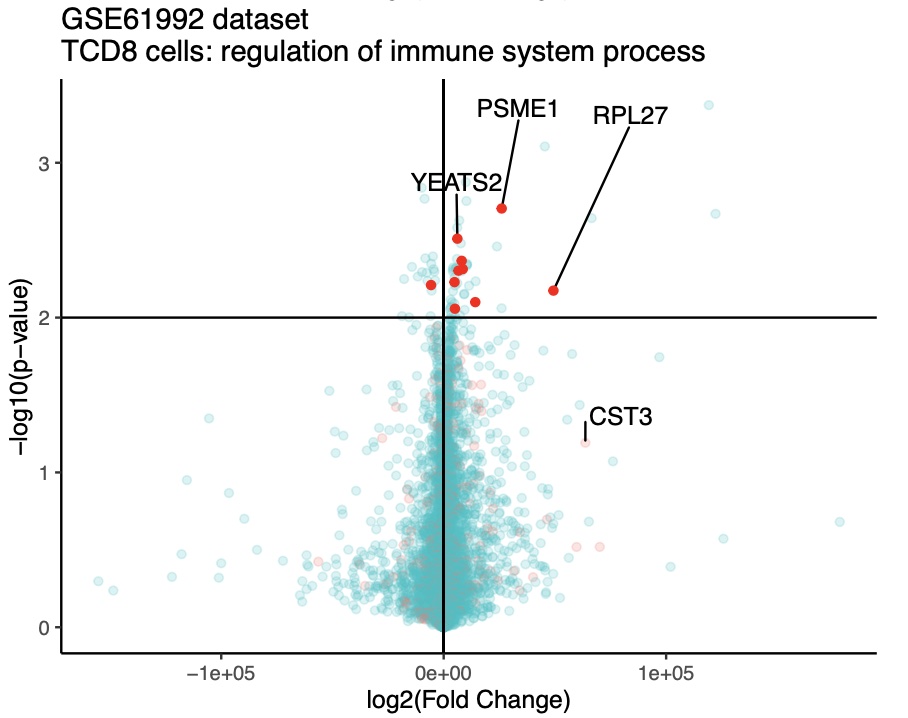 GSE61992 dataset
TCD8 cells: regulation of immune system process
PSME1
RPL27
YEATS2
CST3
3
2
1
0
−log10(p−value)
−1e+05
0e+00
1e+05
log2(Fold Change)